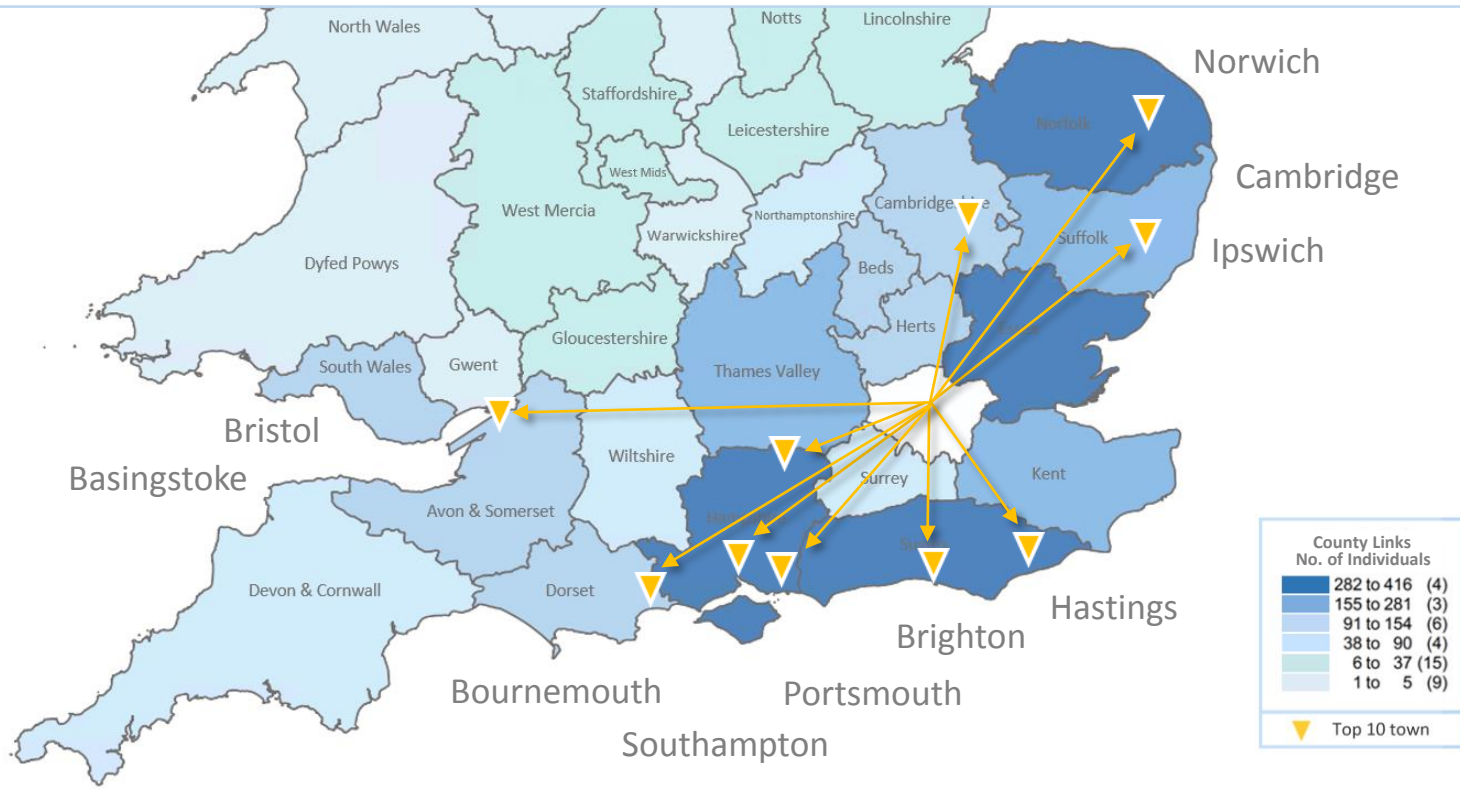 North Wales
Notts
Lincolnshire
Norwich
Staffordshire
Leicestershire
Norfolk
Cambridge
West Mids
West Mercia
Northamptonshire
Cambridgeshire
Warwickshire
Suffolk
Ipswich
Dyfed Powys
Beds
Herts
Essex
Gloucestershire
South Wales
Gwent
Thames Valley
Bristol
Basingstoke
Wiltshire
Surrey
Kent
Avon & Somerset
Hampshire
Sussex
Devon & Cornwall
Dorset
Hastings
Brighton
Bournemouth
Portsmouth
Southampton
County Links
No. of Individuals
282 to 416 (4)
155 to 281 (3)
91 to 154 (6)
38 to 90 (4)
6 to 37 (15)
1 to 5 (9)
Top 10 town